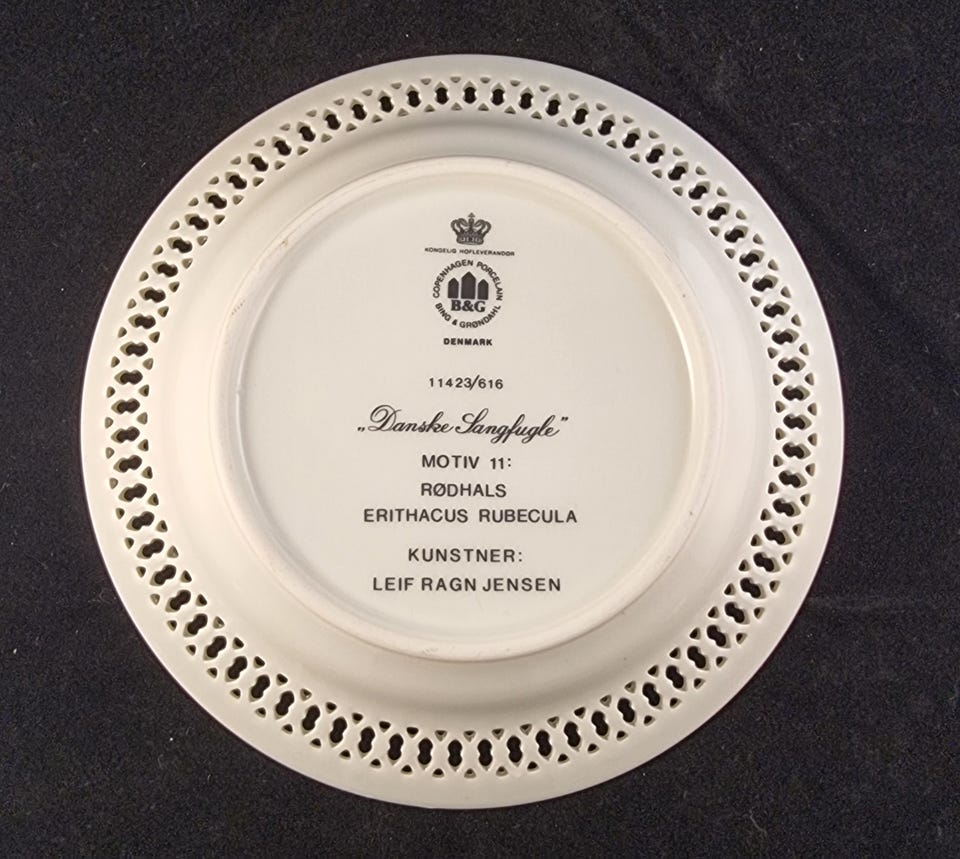 KONGELIG HOFLEVERANDØR
COPENHAGEN PORCELAIN
B&G
BING & GRØNDAHL
DENMARK
11423/616
„Danske Sangfugle”
MOTIV 11:
RØDHALS
ERITHACUS RUBECULA
KUNSTNER:
LEIF RAGN JENSEN